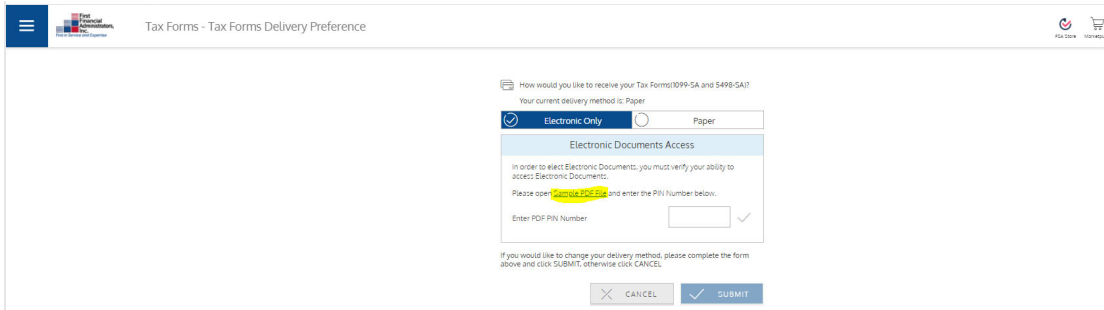 First
Financial
Administrators,
Inc.
First in Service and Expertise
Tax Forms - Tax Forms Delivery Preference
FSA Store
How would you like to receive your Tax Forms(1099-SA and 5498-SA)?
Your current delivery method is: Paper
Electronic Only
Paper
Electronic Documents Access
In order to elect Electronic Documents, you must verify your ability to
access Electronic Documents.
Please open Sample PDF File and enter the PIN Number below.
Enter PDF PIN Number
If you would like to change your delivery method, please complete the form
above and click SUBMIT, otherwise click CANCEL
CANCEL
SUBMIT